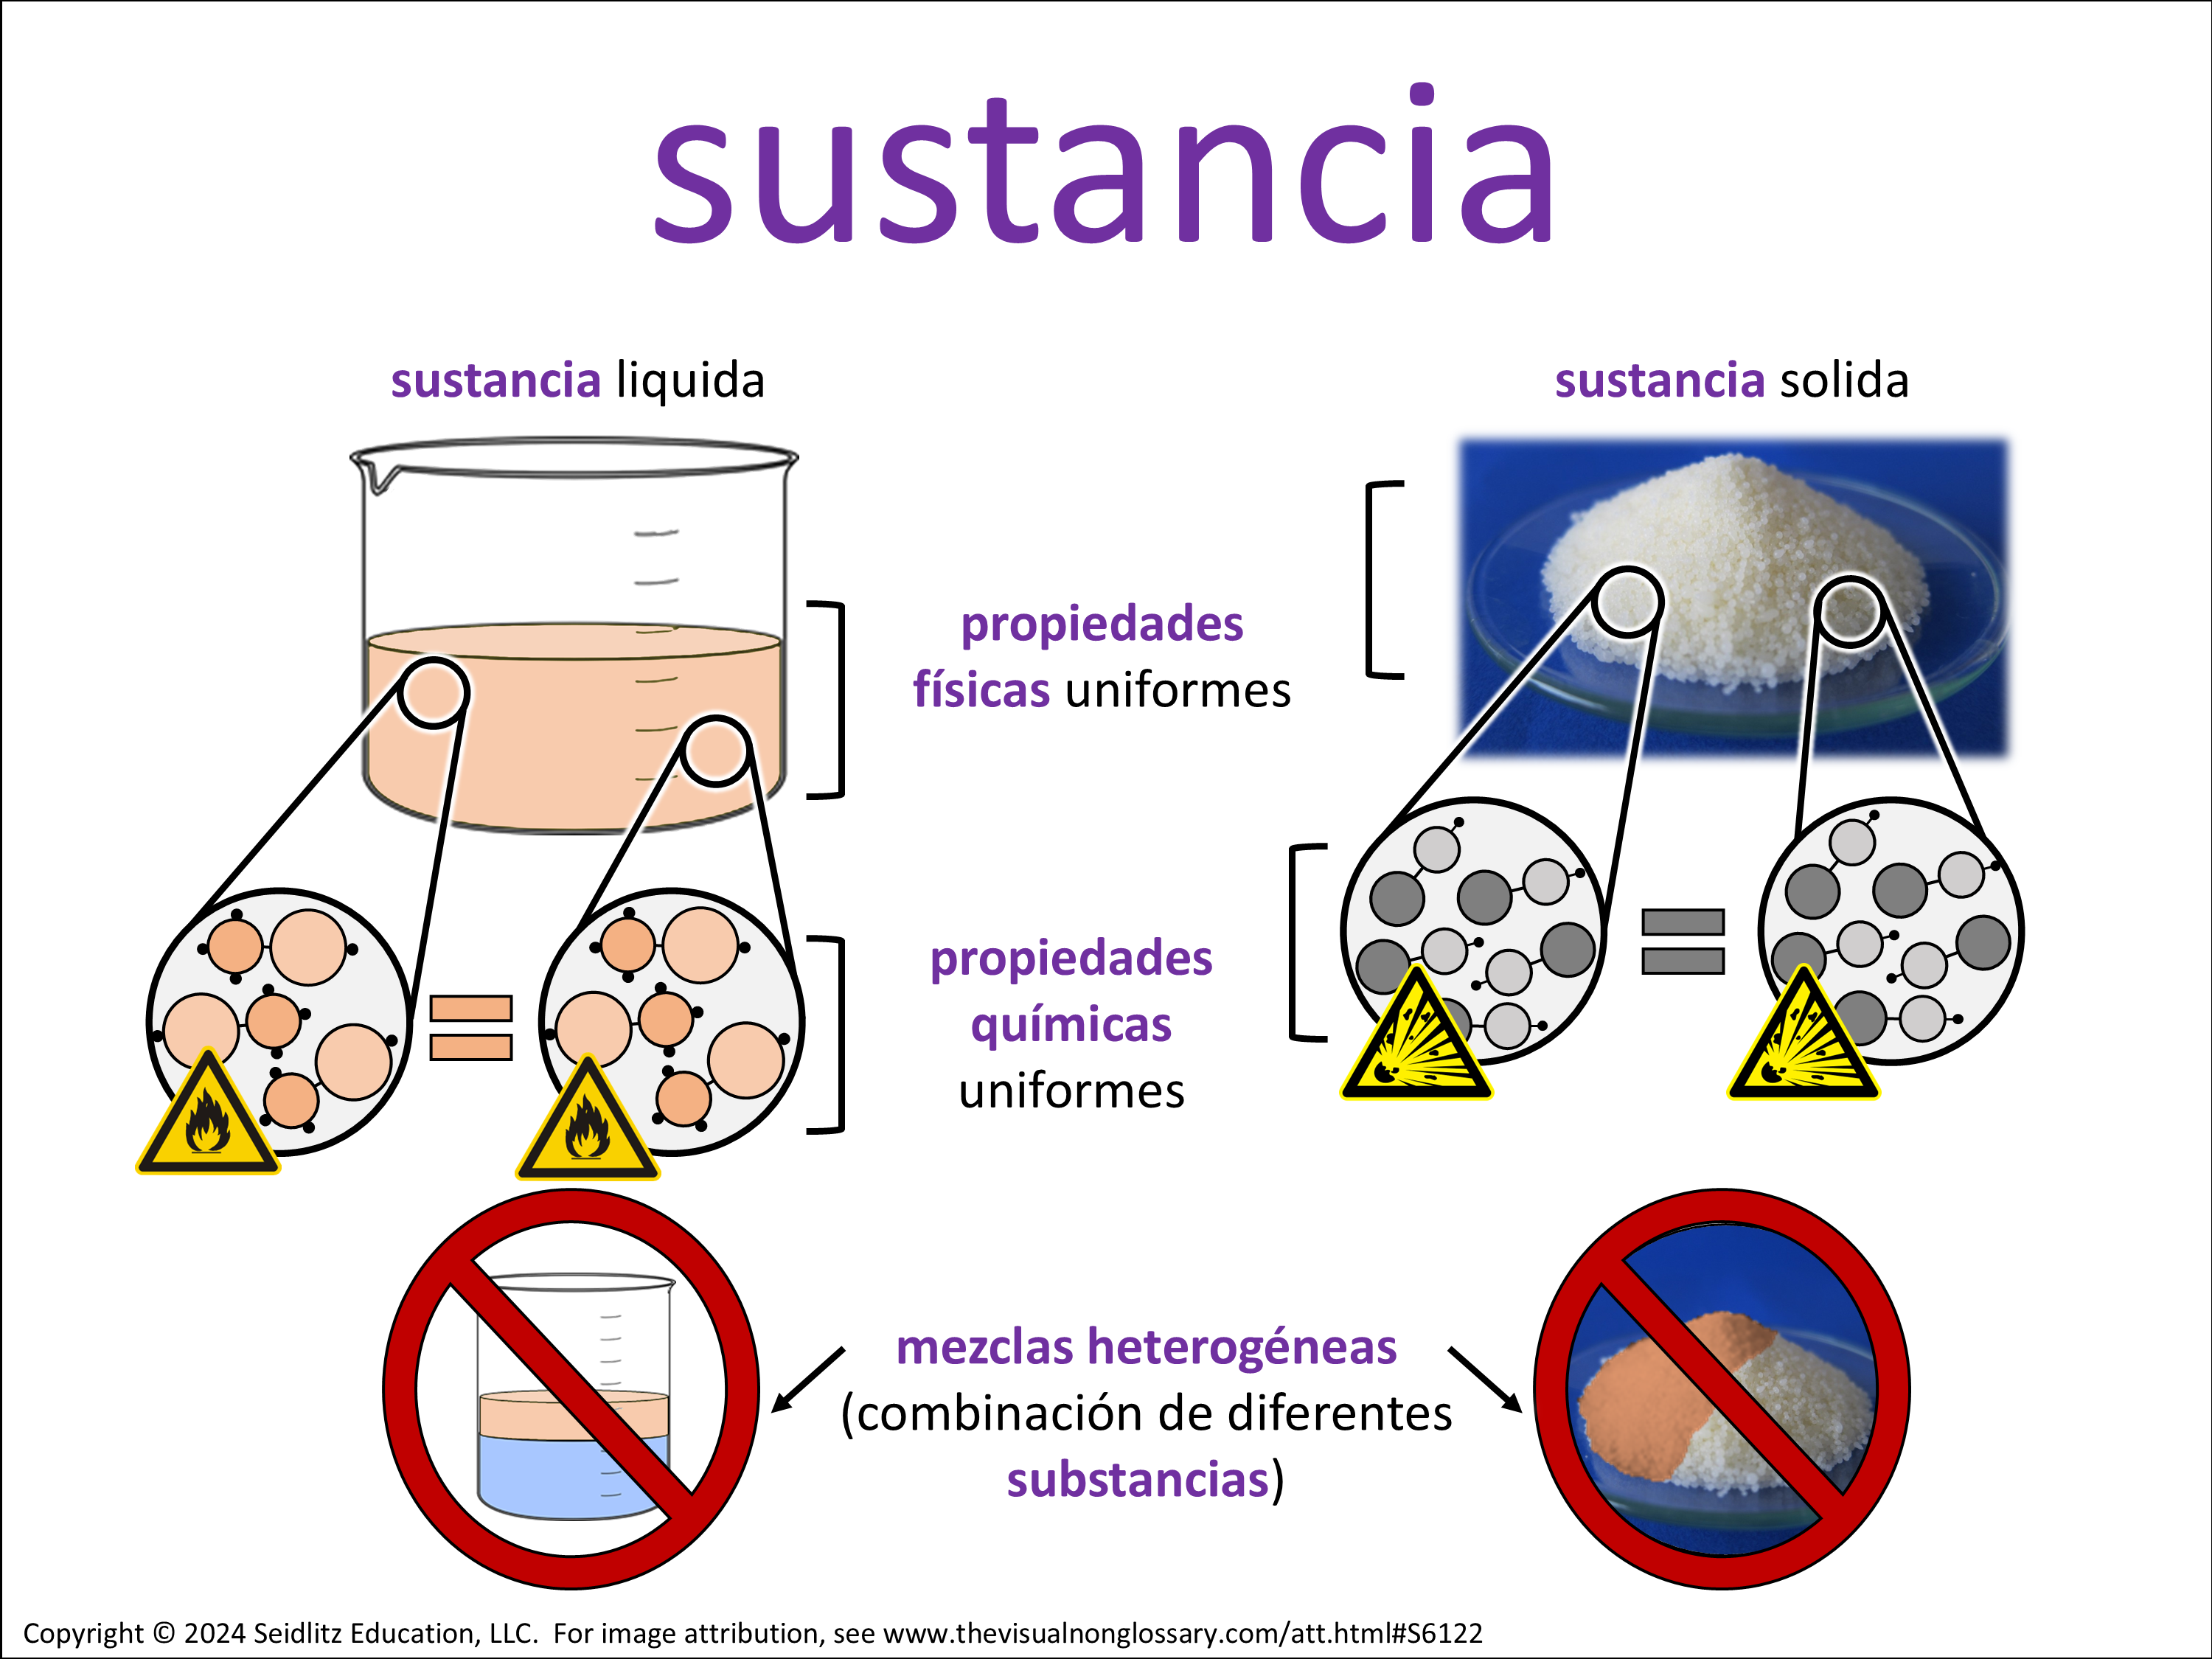 sustancia
sustancia liquida
sustancia solida
propiedades
físicas uniformes
propiedades
químicas
uniformes
mezclas heterogéneas
(combinación de diferentes
substancias)
Copyright © 2024 Seidlitz Education, LLC.  For image attribution, see www.thevisualnonglossary.com/att.html#S6122